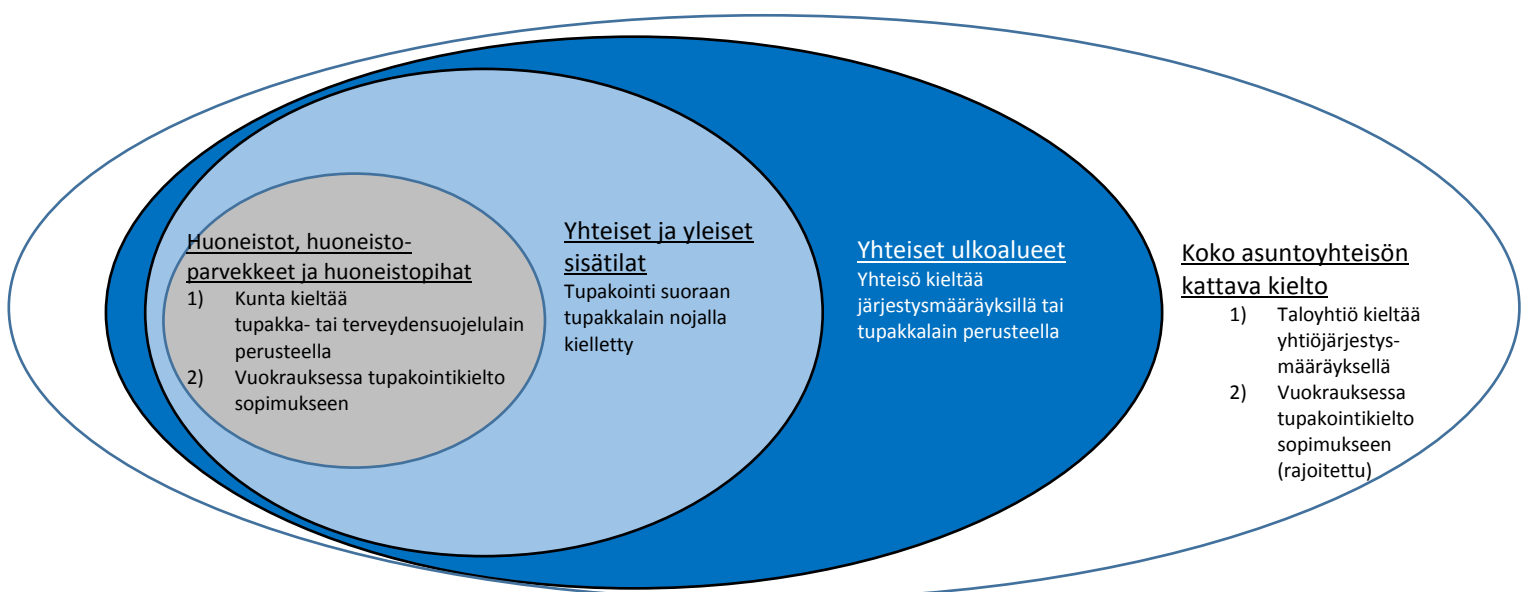 Huoneistot, huoneisto-
parvekkeet ja huoneistopihat
1) Kunta kieltää
tupakka- tai terveydensuojelulain
perusteella
2) Vuokrauksessa tupakointikielto
sopimukseen
Yhteiset ja yleiset
sisätilat
Tupakointi suoraan
tupakkalain nojalla
kielletty
Yhteiset ulkoalueet
Yhteisö kieltää
järjestysmääräyksillä tai
tupakkalain perusteella
Koko asuntoyhteisön
kattava kielto
1) Taloyhtiö kieltää
yhtiöjärjestys-
määräyksellä
2) Vuokrauksessa
tupakointikielto
sopimukseen
(rajoitettu)